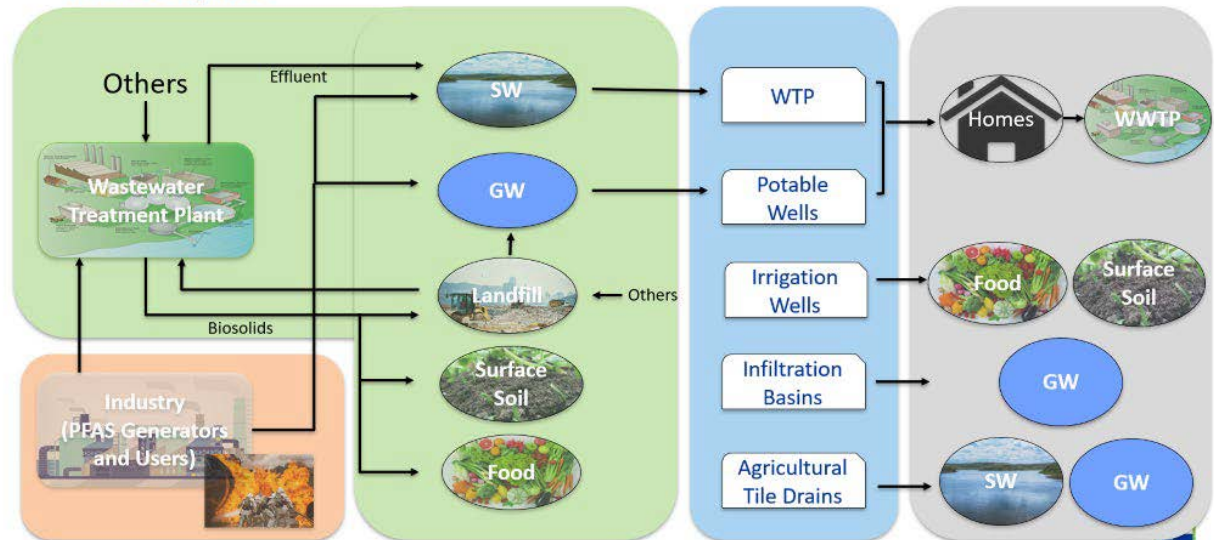 Others
Effluent
Wastewater
Treatment Plant
Biosolids
Industry
(PFAS Generators
and Users)
SW
GW
Landfill
Others
Surface
Soil
Food
WTP
Potable
Wells
Irrigation
Wells
Infiltration
Basins
Agricultural
Tile Drains
Homes
WWTP
Food
Surface
Soil
GW
SW
GW